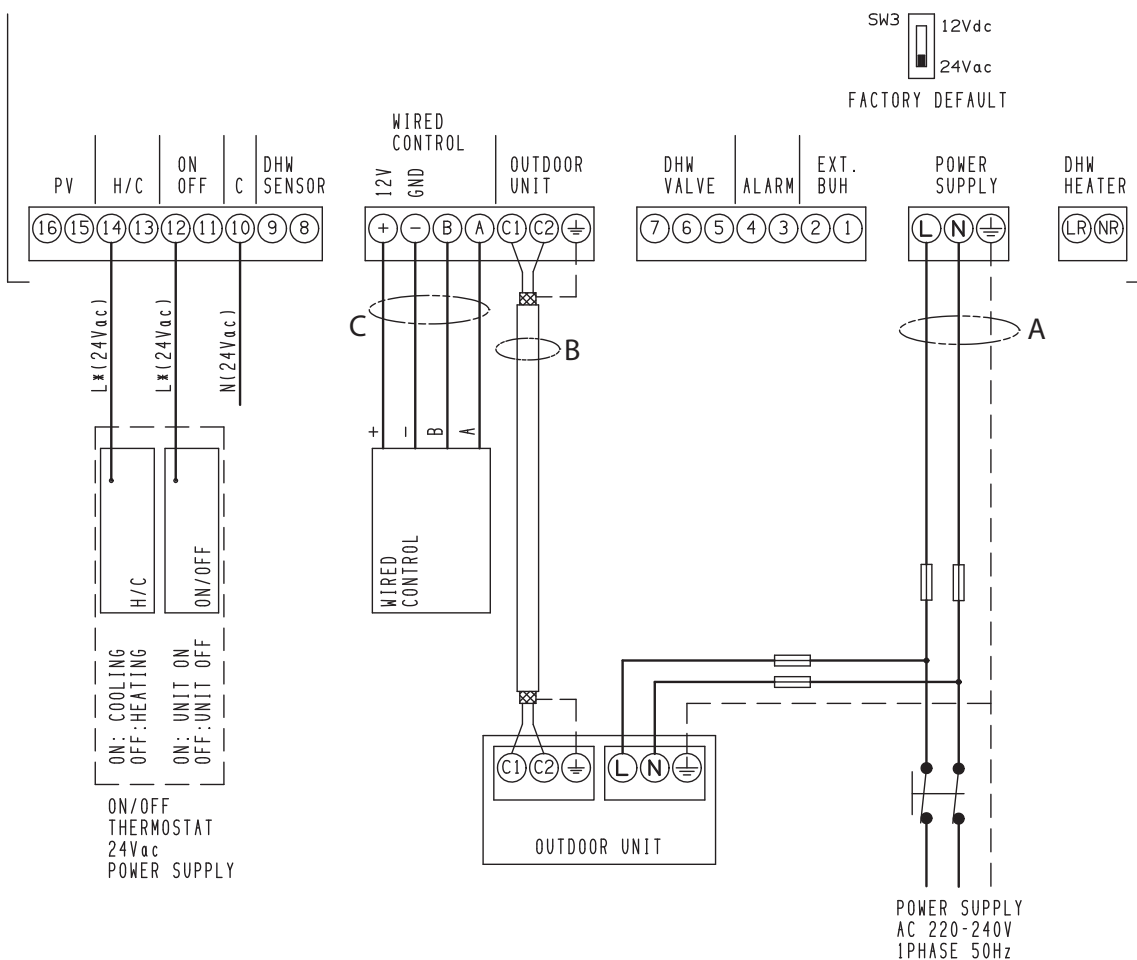 SW3
12Vdc
24Vac
FACTORY DEFAULT
PV
H/C
ON
OFF
C
DHW
SENSOR
WIRED
CONTROL
12V
GND
OUTDOOR
UNIT
DHW
VALVE
ALARM
EXT.
BUH
POWER
SUPPLY
DHW
HEATER
16 15 14 13 12 11 10 9 8
+ – B A C1 C2
7 6 5 4 3 2 1
L N
LR NR
L*(24Vac)
L*(24Vac)
N(24Vac)
C
B
A
+ – B A
H/C
ON/OFF
WIRED
CONTROL
ON: COOLING
OFF:HEATING
ON: UNIT ON
OFF:UNIT OFF
C1 C2
L N
OUTDOOR UNIT
ON/OFF
THERMOSTAT
24Vac
POWER SUPPLY
POWER SUPPLY
AC 220-240V
1PHASE 50Hz